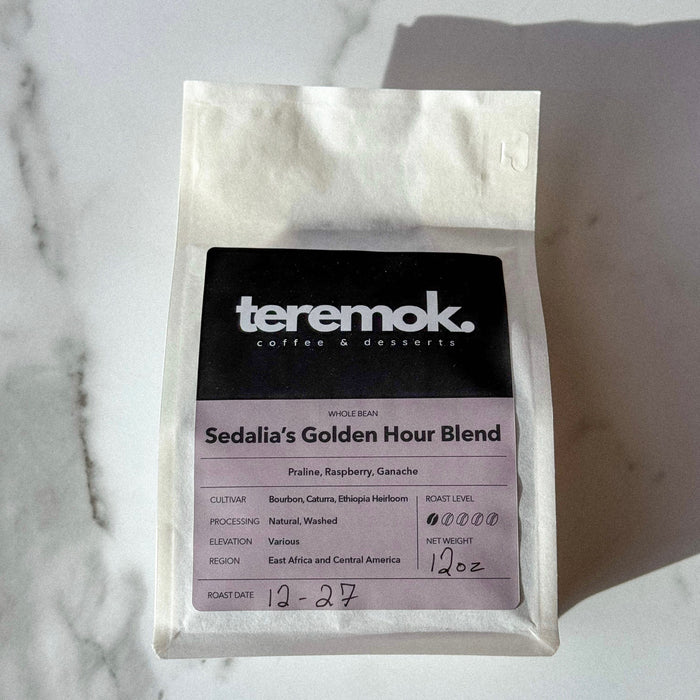 teremok.
coffee & desserts
WHOLE BEAN
Sedalia's Golden Hour Blend
Praline, Raspberry, Ganache
CULTIVAR Bourbon, Caturra, Ethiopia Heirloom
PROCESSING Natural, Washed
ELEVATION Various
REGION East Africa and Central America
ROAST LEVEL
NET WEIGHT
12oz
ROAST DATE 12-27